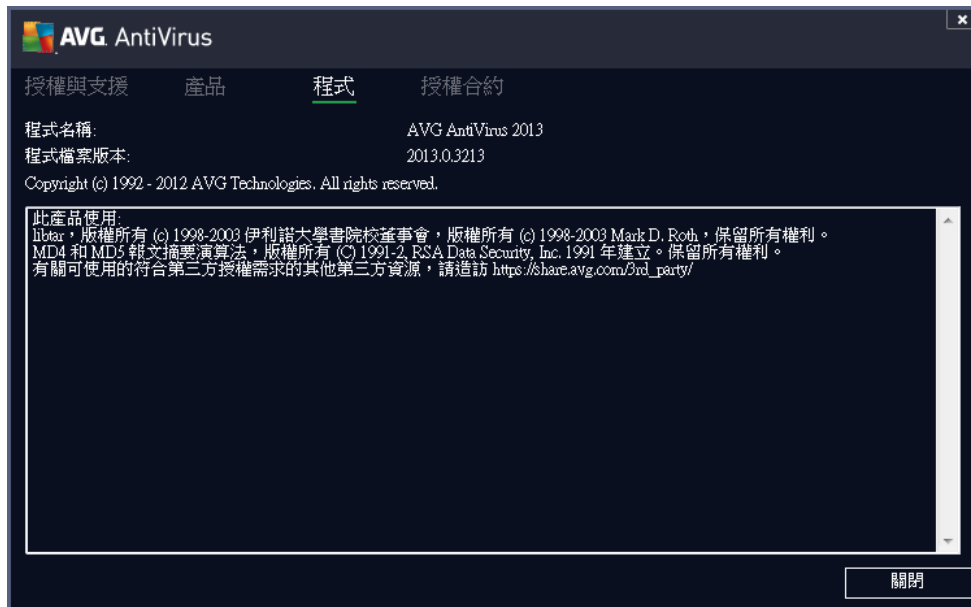 AVG. AntiVirus
授權與支援 產品 程式 授權合約
程式名稱: AVG AntiVirus 2013
程式檔案版本: 2013.0.3213
Copyright (c) 1992 - 2012 AVG Technologies. All rights reserved.
此產品使用:
libtar，版權所有 (c) 1998-2003 伊利諾大學書院校董事會，版權所有 (c) 1998-2003 Mark D. Roth，保留所有權利。
MD4 和 MD5 報文摘要演算法，版權所有 (C) 1991-2, RSA Data Security, Inc. 1991 年建立。保留所有權利。
有關可使用的符合第三方授權需求的其他第三方資源，請造訪 https://share.avg.com/3rd_party/
關閉